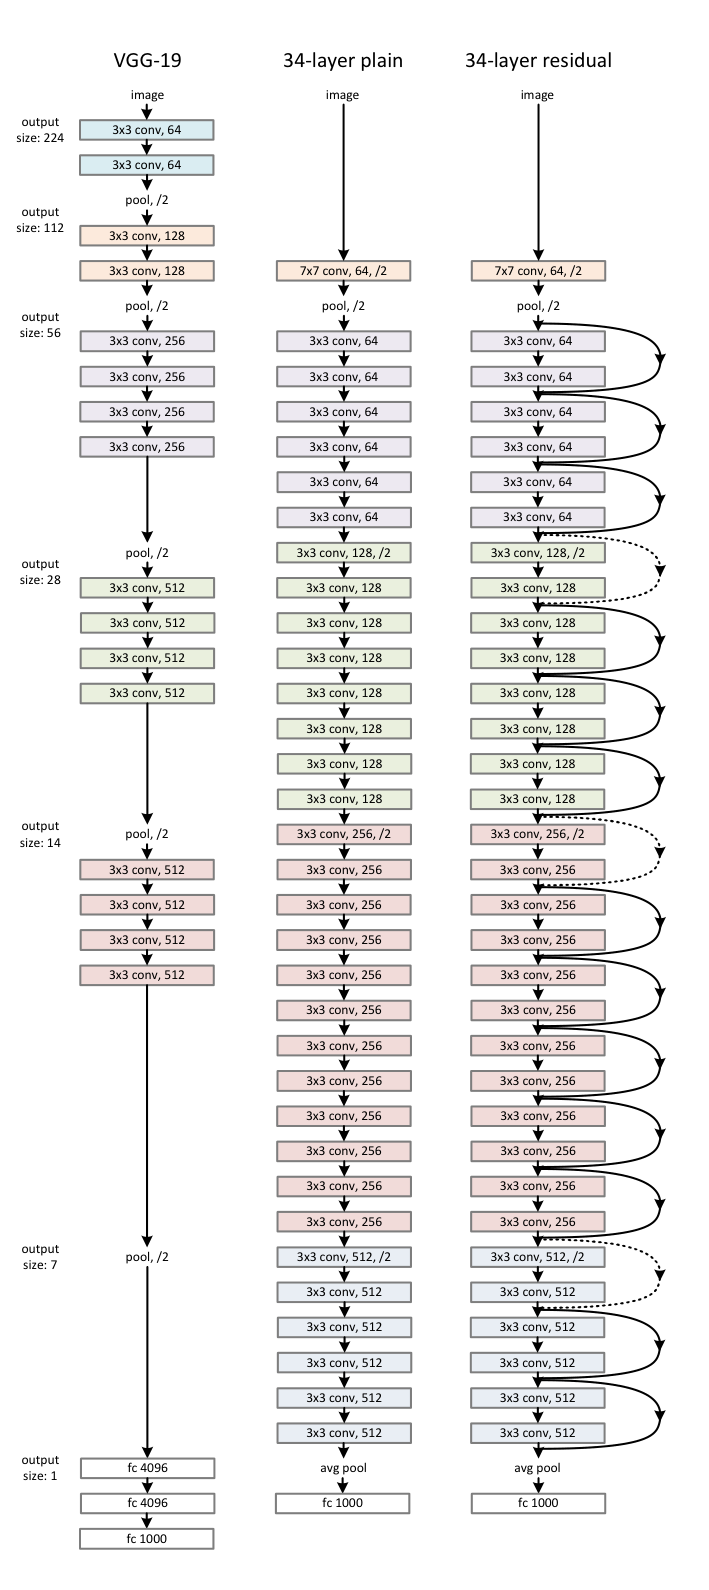 output
size: 224
output
size: 112
output
size: 56
output
size: 28
output
size: 14
output
size: 7
output
size: 1
VGG-19
image
3x3 conv, 64
3x3 conv, 64
pool, /2
3x3 conv, 128
3x3 conv, 128
pool, /2
3x3 conv, 256
3x3 conv, 256
3x3 conv, 256
3x3 conv, 256
pool, /2
3x3 conv, 512
3x3 conv, 512
3x3 conv, 512
3x3 conv, 512
pool, /2
3x3 conv, 512
3x3 conv, 512
3x3 conv, 512
3x3 conv, 512
pool, /2
fc 4096
fc 4096
fc 1000
34-layer plain
image
7x7 conv, 64, /2
pool, /2
3x3 conv, 64
3x3 conv, 64
3x3 conv, 64
3x3 conv, 64
3x3 conv, 64
3x3 conv, 64
3x3 conv, 128, /2
3x3 conv, 128
3x3 conv, 128
3x3 conv, 128
3x3 conv, 128
3x3 conv, 128
3x3 conv, 128
3x3 conv, 128
3x3 conv, 256, /2
3x3 conv, 256
3x3 conv, 256
3x3 conv, 256
3x3 conv, 256
3x3 conv, 256
3x3 conv, 256
3x3 conv, 256
3x3 conv, 256
3x3 conv, 256
3x3 conv, 256
3x3 conv, 256
3x3 conv, 512, /2
3x3 conv, 512
3x3 conv, 512
3x3 conv, 512
3x3 conv, 512
3x3 conv, 512
avg pool
fc 1000
34-layer residual
image
7x7 conv, 64, /2
pool, /2
3x3 conv, 64
3x3 conv, 64
3x3 conv, 64
3x3 conv, 64
3x3 conv, 64
3x3 conv, 64
3x3 conv, 128, /2
3x3 conv, 128
3x3 conv, 128
3x3 conv, 128
3x3 conv, 128
3x3 conv, 128
3x3 conv, 128
3x3 conv, 128
3x3 conv, 256, /2
3x3 conv, 256
3x3 conv, 256
3x3 conv, 256
3x3 conv, 256
3x3 conv, 256
3x3 conv, 256
3x3 conv, 256
3x3 conv, 256
3x3 conv, 256
3x3 conv, 256
3x3 conv, 256
3x3 conv, 512, /2
3x3 conv, 512
3x3 conv, 512
3x3 conv, 512
3x3 conv, 512
3x3 conv, 512
avg pool
fc 1000